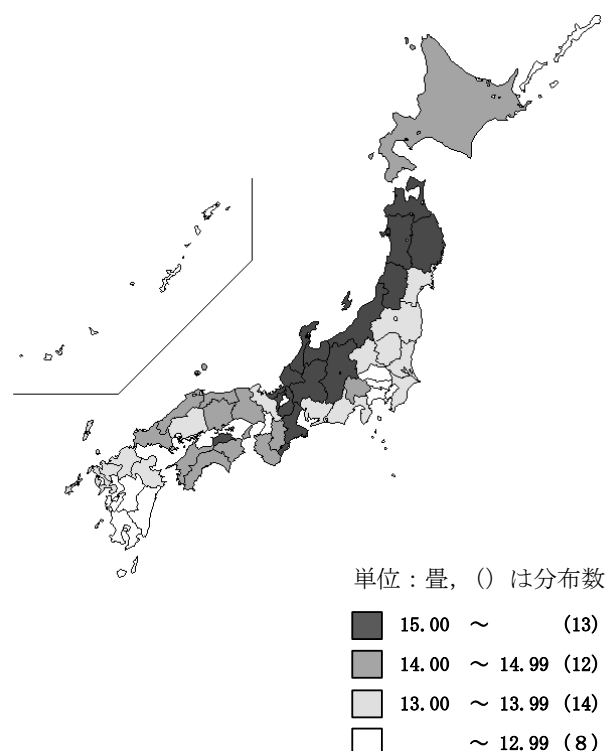 単位：畳，() は分布数
15.00 ～ (13)
14.00 ～ 14.99 (12)
13.00 ～ 13.99 (14)
～ 12.99 (8)